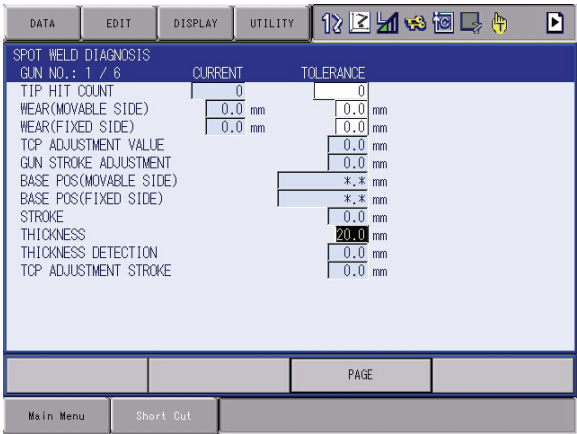 DATA EDIT DISPLAY UTILITY
SPOT WELD DIAGNOSIS
GUN NO.: 1 / 6 CURRENT TOLERANCE
TIP HIT COUNT 0 0
WEAR(MOVABLE SIDE) 0.0 mm 0.0 mm
WEAR(FIXED SIDE) 0.0 mm 0.0 mm
TCP ADJUSTMENT VALUE 0.0 mm
GUN STROKE ADJUSTMENT 0.0 mm
BASE POS(MOVABLE SIDE) *.* mm
BASE POS(FIXED SIDE) *.* mm
STROKE 0.0 mm
THICKNESS 20.0 mm
THICKNESS DETECTION 0.0 mm
TCP ADJUSTMENT STROKE 0.0 mm
PAGE
Main Menu Short Cut